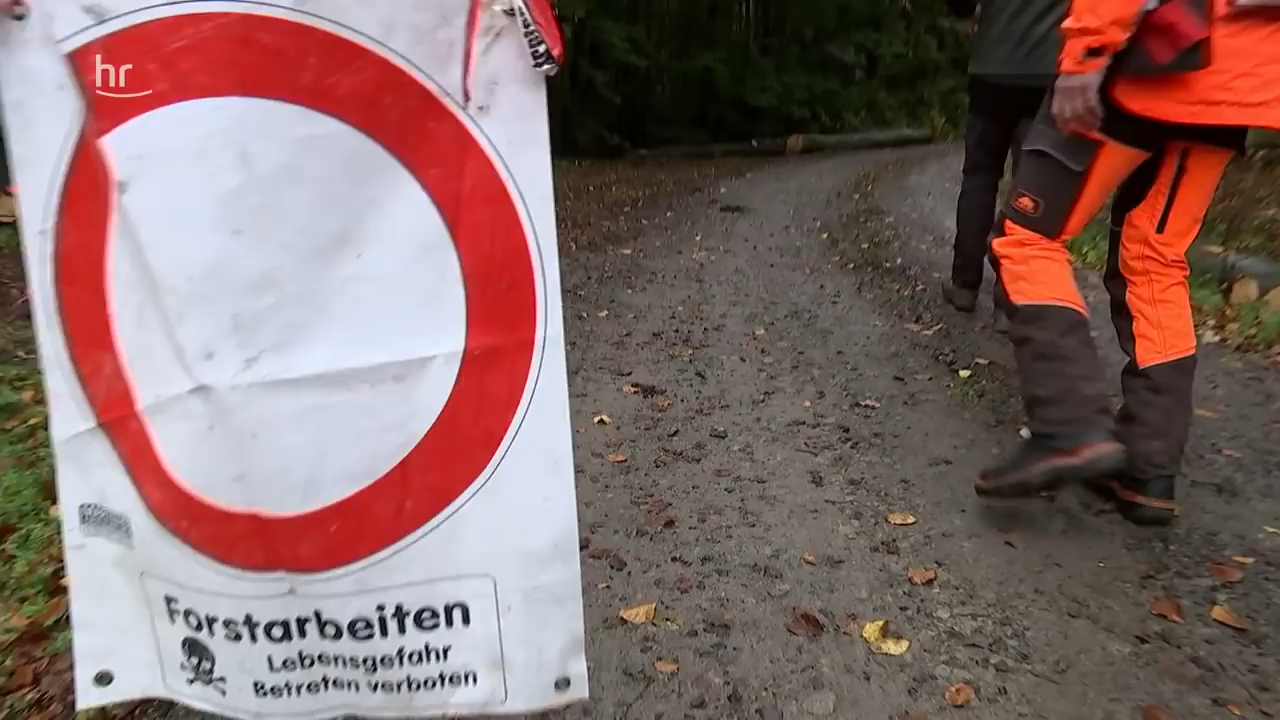 hr
Forstarbeiten
Lebensgefahr
Betreten verboten